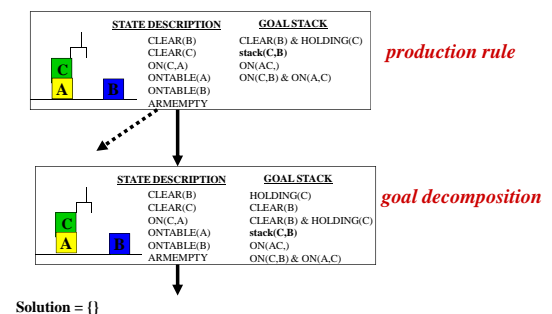 STATE DESCRIPTION GOAL STACK
CLEAR(B) CLEAR(B) & HOLDING(C)
CLEAR(C) stack(C,B)
ON(C,A) ON(AC,)
ONTABLE(A) ON(C,B) & ON(A,C)
ONTABLE(B)
ARMEMPTY
C
A B
production rule
STATE DESCRIPTION GOAL STACK
CLEAR(B) HOLDING(C)
CLEAR(C) CLEAR(B)
ON(C,A) CLEAR(B) & HOLDING(C)
ONTABLE(A) stack(C,B)
ONTABLE(B) ON(AC,)
ARMEMPTY ON(C,B) & ON(A,C)
C
A B
goal decomposition
Solution = {}